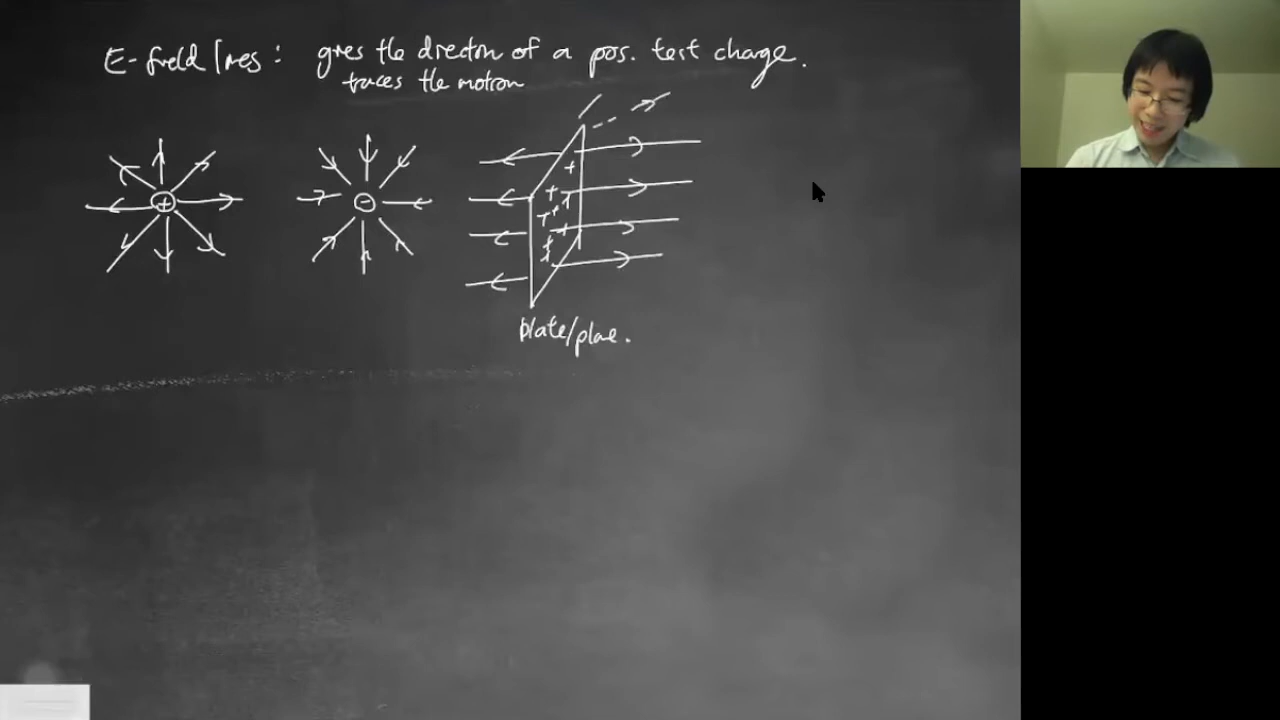 E-field lines: gives the direction of a pos. test charge.
traces the motion
+ -
+ + + + + + + +
plate/plane.